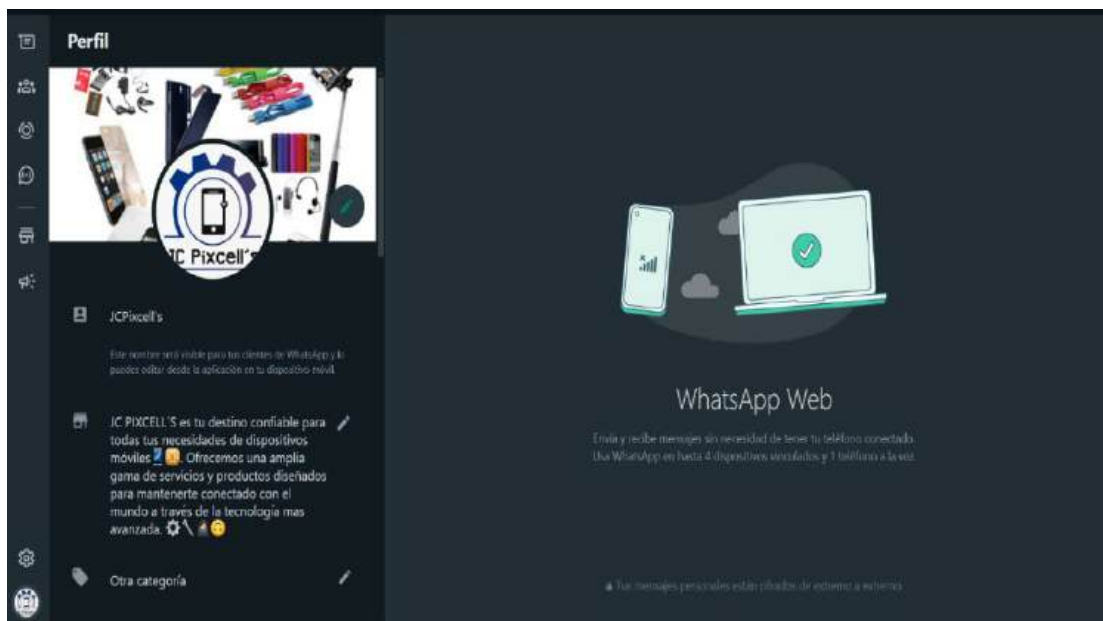 Perfil
JC Pixcell´s
JCPixcell's
Este nombre será visible para tus clientes de WhatsApp y lo
puedes editar desde la aplicación en tu dispositivo móvil.
JC PIXCELL´S es tu destino confiable para
todas tus necesidades de dispositivos
móviles. Ofrecemos una amplia
gama de servicios y productos diseñados
para mantenerte conectado con el
mundo a través de la tecnología mas
avanzada.
Otra categoría
WhatsApp Web
Envía y recibe mensajes sin necesidad de tener tu teléfono conectado.
Usa WhatsApp en hasta 4 dispositivos vinculados y 1 teléfono a la vez.
Tus mensajes personales están cifrados de extremo a extremo